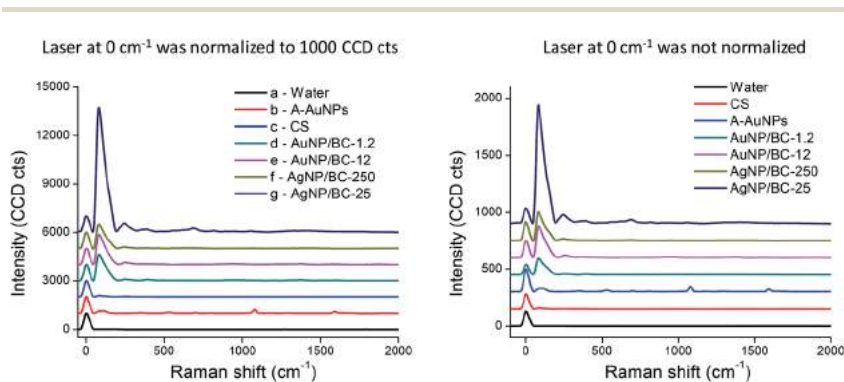 Laser at 0 cm⁻¹ was normalized to 1000 CCD cts
15000
12000
9000
6000
3000
0
Intensity (CCD cts)
a - Water
b - A-AuNPs
c - CS
d - AuNP/BC-1.2
e - AuNP/BC-12
f - AgNP/BC-250
g - AgNP/BC-25
0 500 1000 1500 2000
Raman shift (cm⁻¹)
Laser at 0 cm⁻¹ was not normalized
2000
1500
1000
500
0
Intensity (CCD cts)
Water
CS
A-AuNPs
AuNP/BC-1.2
AuNP/BC-12
AgNP/BC-250
AgNP/BC-25
0 500 1000 1500 2000
Raman shift (cm⁻¹)